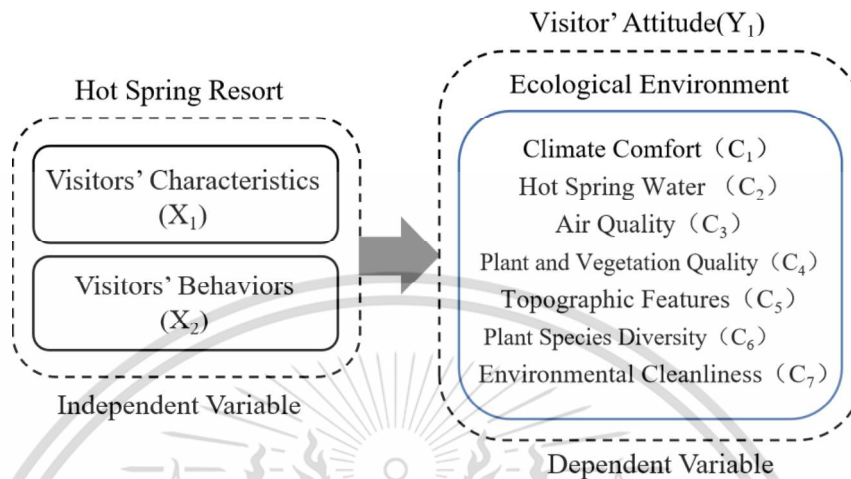 Visitor’ Attitude(Y₁)
Hot Spring Resort
Visitors’ Characteristics
(X₁)
Visitors’ Behaviors
(X₂)
Independent Variable
Ecological Environment
Climate Comfort（C₁）
Hot Spring Water （C₂）
Air Quality（C₃）
Plant and Vegetation Quality（C₄）
Topographic Features（C₅）
Plant Species Diversity（C₆）
Environmental Cleanliness（C₇）
Dependent Variable